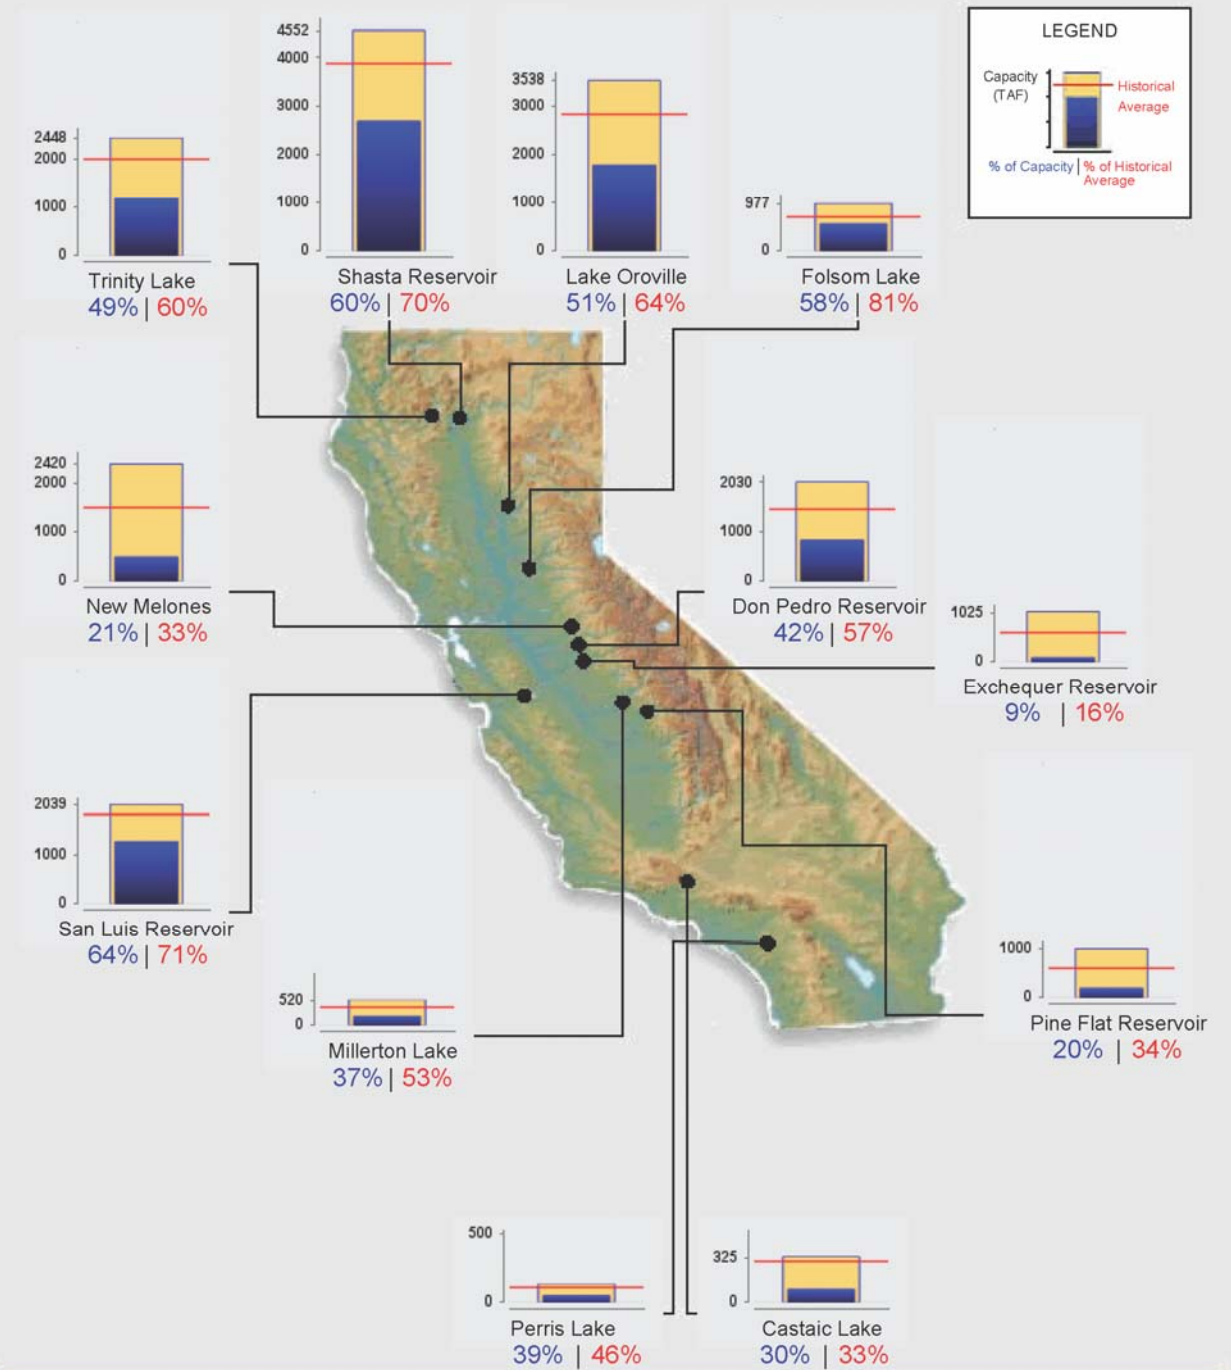 LEGEND
Capacity
(TAF)
Historical
Average
% of Capacity | % of Historical
Average
2448
2000
1000
0
Trinity Lake
49% | 60%
4552
4000
3000
2000
1000
0
Shasta Reservoir
60% | 70%
3538
3000
2000
1000
0
Lake Oroville
51% | 64%
977
0
Folsom Lake
58% | 81%
2420
2000
1000
0
New Melones
21% | 33%
2030
1000
0
Don Pedro Reservoir
42% | 57%
1025
0
Exchequer Reservoir
9% | 16%
2039
1000
0
San Luis Reservoir
64% | 71%
520
0
Millerton Lake
37% | 53%
1000
0
Pine Flat Reservoir
20% | 34%
500
0
Perris Lake
39% | 46%
325
0
Castaic Lake
30% | 33%